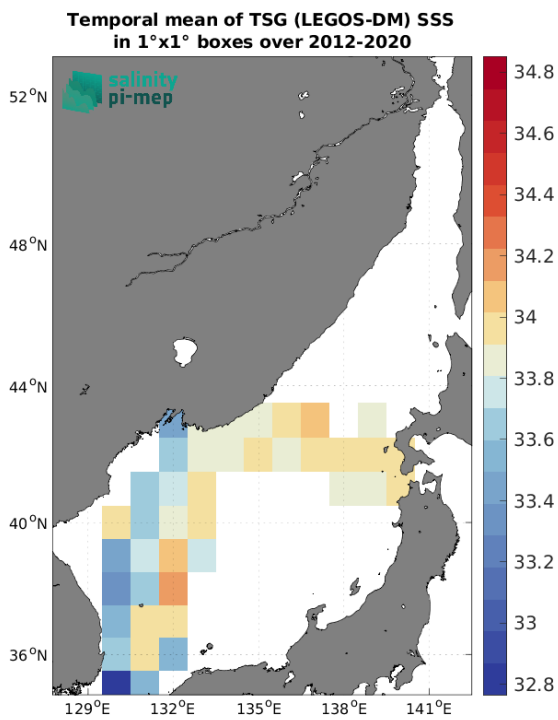 Temporal mean of TSG (LEGOS-DM) SSS
in 1°x1° boxes over 2012-2020
salinity
pi-mep
52°N
48°N
44°N
40°N
36°N
129°E
132°E
135°E
138°E
141°E
34.8
34.6
34.4
34.2
34
33.8
33.6
33.4
33.2
33
32.8